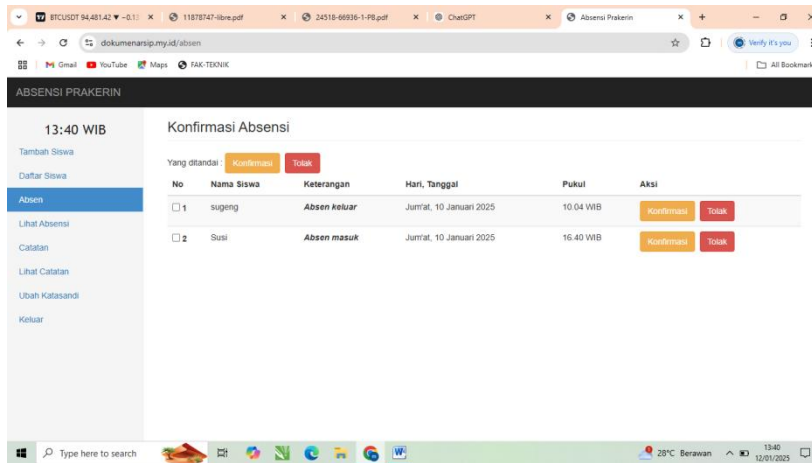 BTCUSDT 94,481.42 ▼ −0.1
11878747-libre.pdf
24518-66936-1-PB.pdf
ChatGPT
Absensi Prakerin
dokumenarsip.my.id/absen
Verify it's you
Gmail YouTube Maps FAK-TEKNIK
All Bookmark
ABSENSI PRAKERIN
13:40 WIB
Tambah Siswa
Daftar Siswa
Absen
Lihat Absensi
Catatan
Lihat Catatan
Ubah Katasandi
Keluar
Konfirmasi Absensi
Yang ditandai : Konfirmasi Tolak
No Nama Siswa Keterangan Hari, Tanggal Pukul Aksi
1 sugeng Absen keluar Jum'at, 10 Januari 2025 10.04 WIB Konfirmasi Tolak
2 Susi Absen masuk Jum'at, 10 Januari 2025 16.40 WIB Konfirmasi Tolak
Type here to search
28°C Berawan
13:40
12/01/2025